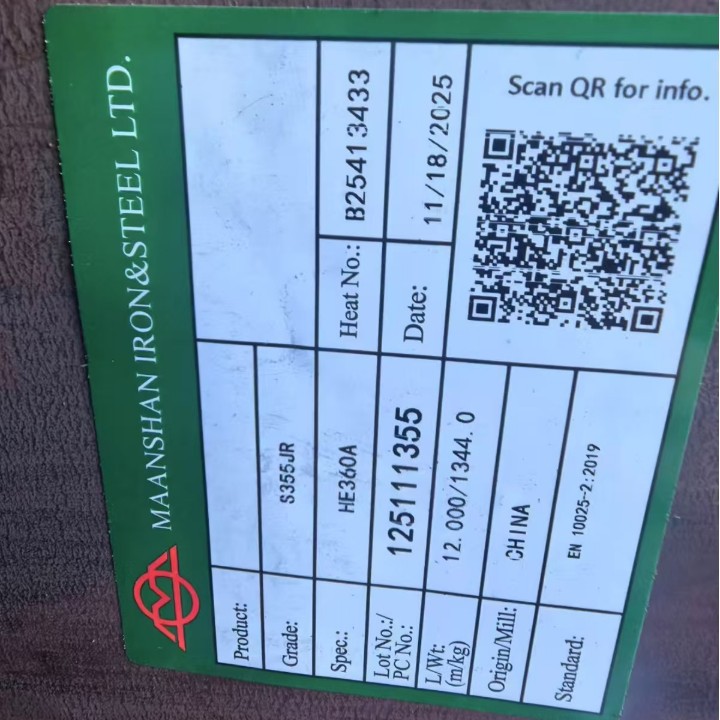 MAANSHAN IRON&STEEL LTD.
Product:
Grade: S355JR
Spec.: HE360A
Heat No.: B25413433
Lot No.:/
PC No.: 125111355
Date: 11/18/2025
L/Wt:
(m/kg) 12.000/1344.0
Origin/Mill: CHINA
Standard: EN 10025-2:2019
Scan QR for info.